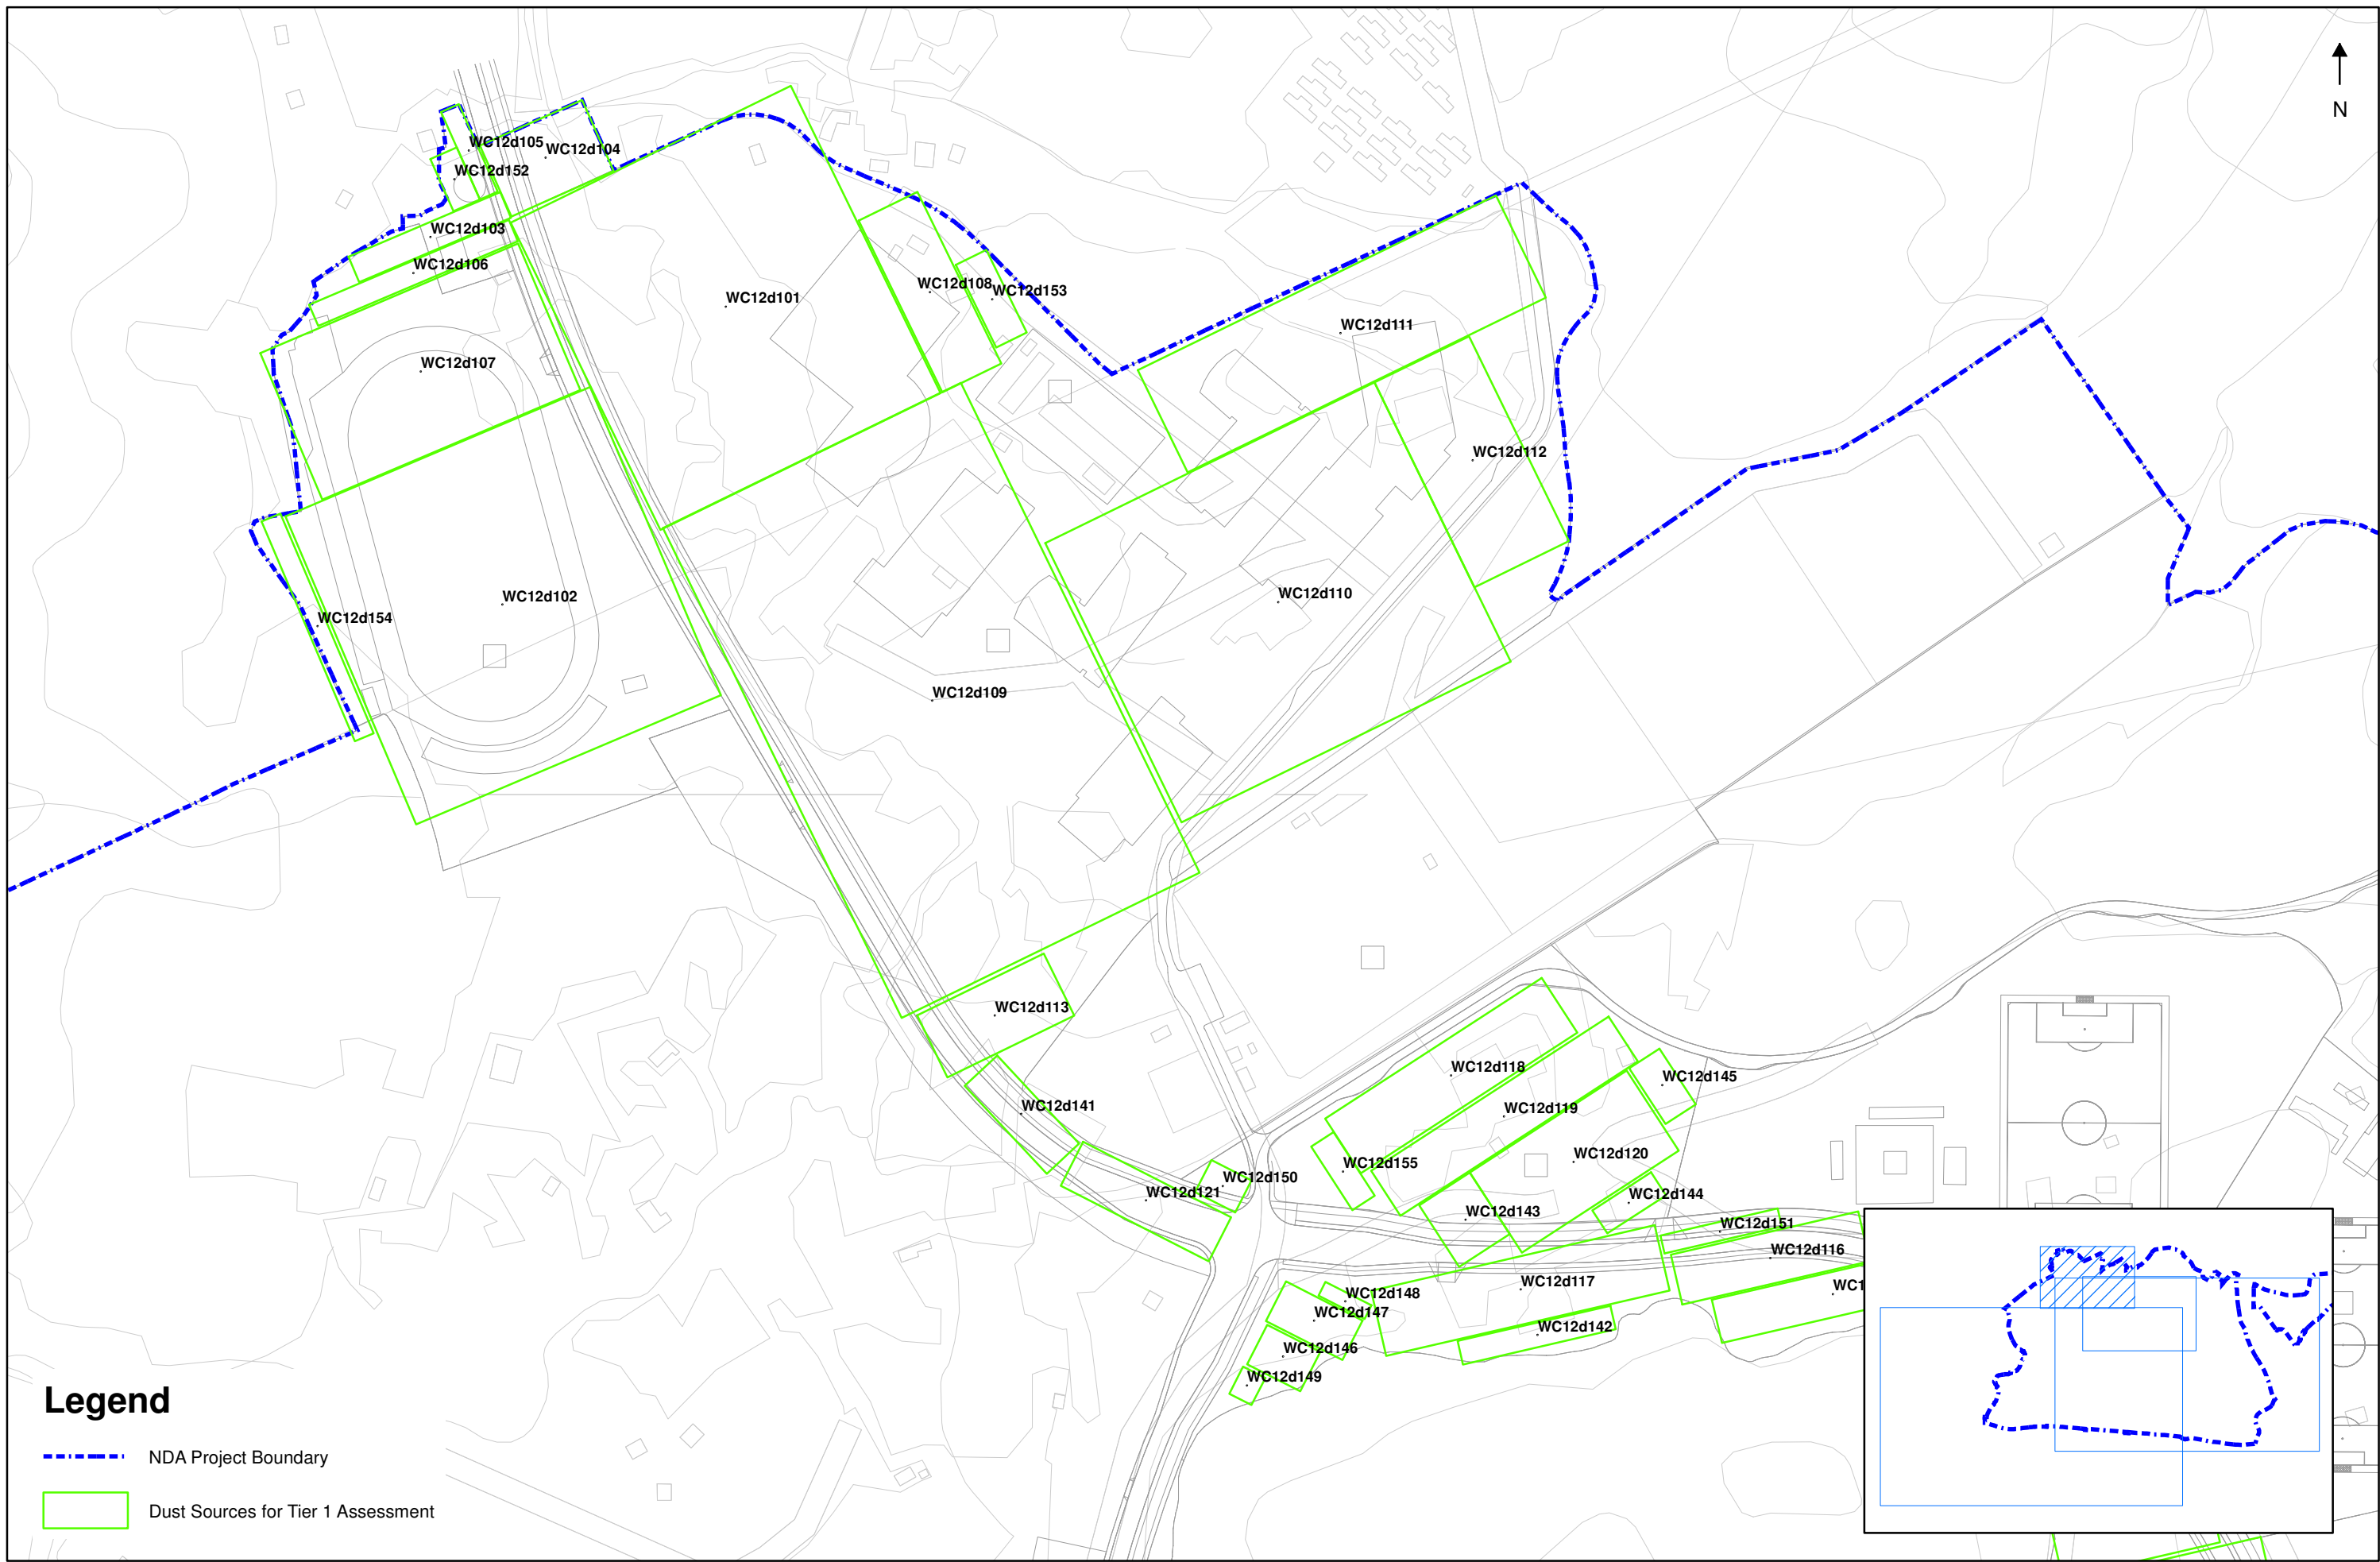 N
WC12d105
WC12d104
WC12d152
WC12d103
WC12d106
WC12d108
WC12d153
WC12d101
WC12d111
WC12d107
WC12d112
WC12d110
WC12d102
WC12d154
WC12d109
WC12d113
WC12d118
WC12d145
WC12d141
WC12d119
WC12d120
WC12d155
WC12d150
WC12d121
WC12d144
WC12d143
WC12d151
WC12d116
WC12d117
WC1
WC12d148
WC12d147
WC12d142
WC12d146
WC12d149
Legend
NDA Project Boundary
Dust Sources for Tier 1 Assessment